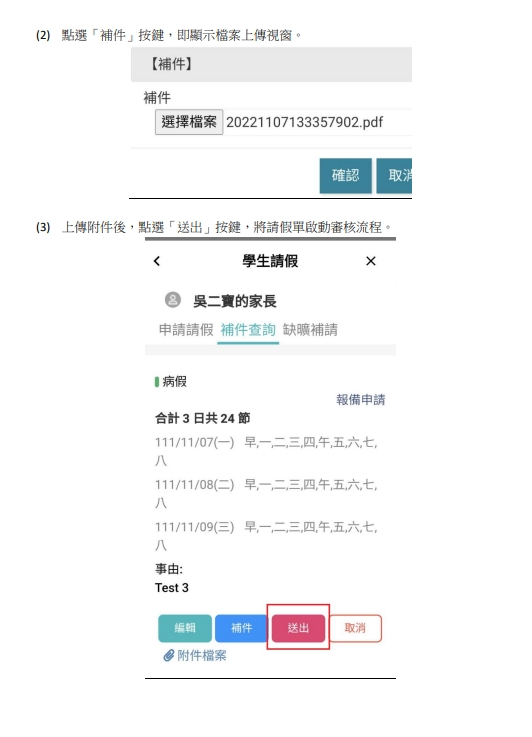 (2) 點選「補件」按鍵，即顯示檔案上傳視窗。
【補件】
補件
選擇檔案 20221107133357902.pdf
確認 取消
(3) 上傳附件後，點選「送出」按鍵，將請假單啟動審核流程。
學生請假
吳二寶的家長
申請請假 補件查詢 缺曠補請
病假
報備申請
合計 3 日共 24 節
111/11/07(一) 早,一,二,三,四,午,五,六,七,
八
111/11/08(二) 早,一,二,三,四,午,五,六,七,
八
111/11/09(三) 早,一,二,三,四,午,五,六,七,
八
事由:
Test 3
編輯 補件 送出 取消
附件檔案